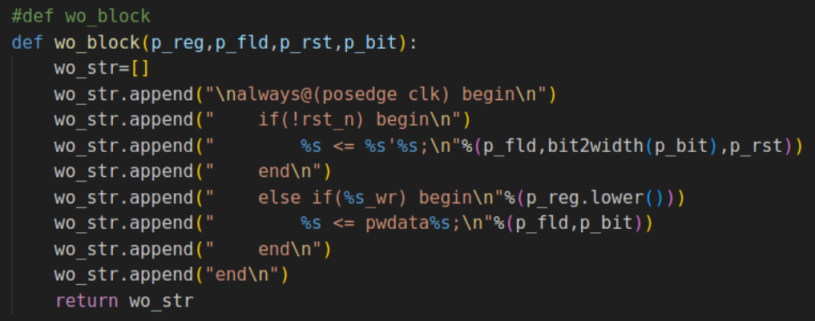 #def wo_block
def wo_block(p_reg,p_fld,p_rst,p_bit):
    wo_str=[]
    wo_str.append("\nalways@(posedge clk) begin\n")
    wo_str.append("    if(!rst_n) begin\n")
    wo_str.append("        %s <= %s'%s;\n"%(p_fld,bit2width(p_bit),p_rst))
    wo_str.append("    end\n")
    wo_str.append("    else if(%s_wr) begin\n"%(p_reg.lower()))
    wo_str.append("        %s <= pwdata%s;\n"%(p_fld,p_bit))
    wo_str.append("    end\n")
    wo_str.append("end\n")
    return wo_str